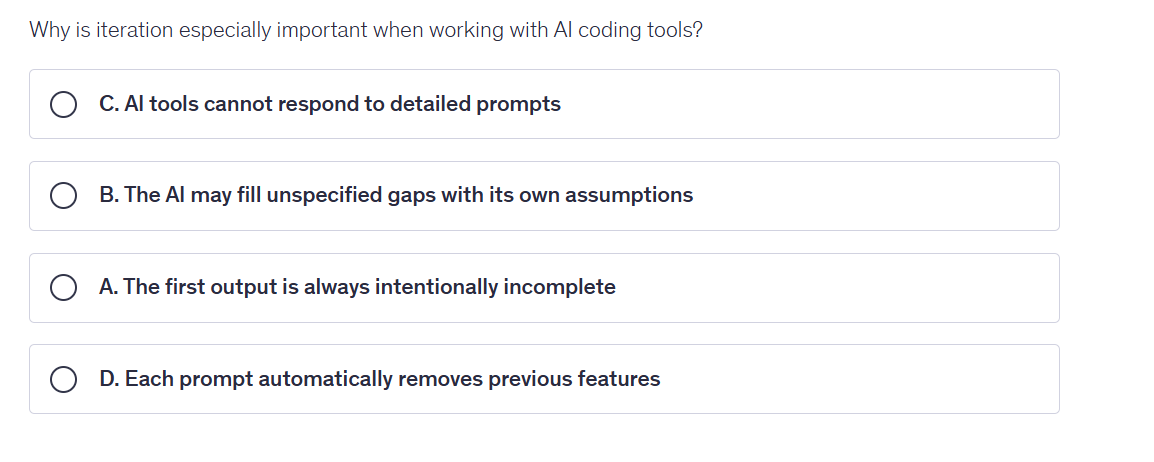 Why is iteration especially important when working with AI coding tools?
C. AI tools cannot respond to detailed prompts
B. The AI may fill unspecified gaps with its own assumptions
A. The first output is always intentionally incomplete
D. Each prompt automatically removes previous features